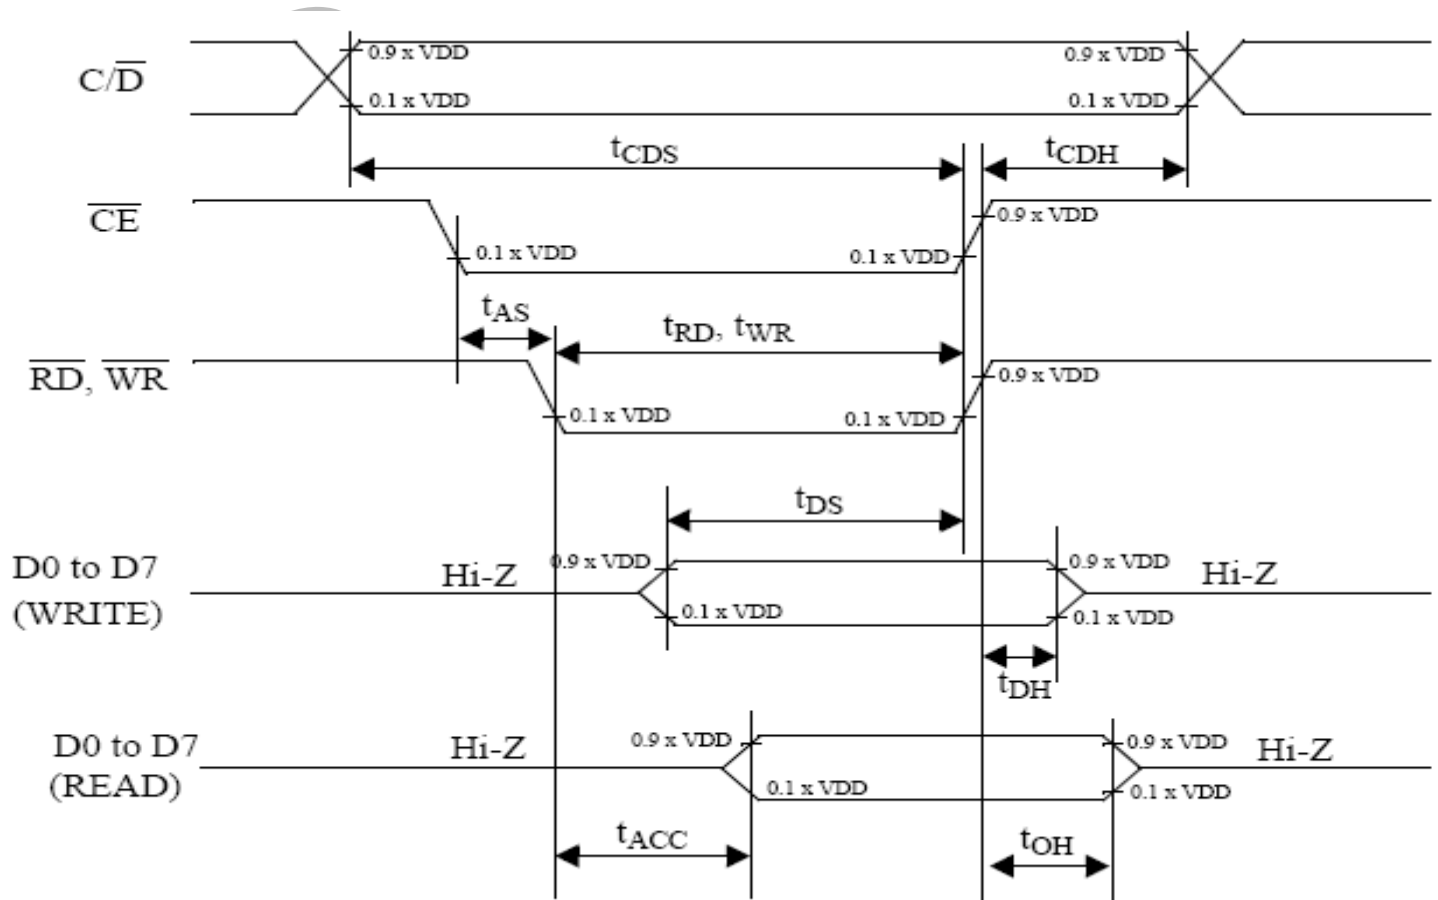 0.9 x VDD 0.9 x VDD
C/D̅
0.1 x VDD 0.1 x VDD
tCDS tCDH
C̅E̅ 0.9 x VDD
0.1 x VDD 0.1 x VDD
tAS tRD, tWR
R̅D̅, W̅R̅ 0.9 x VDD
0.1 x VDD 0.1 x VDD
tDS
D0 to D7 Hi-Z 0.9 x VDD 0.9 x VDD Hi-Z
(WRITE) 0.1 x VDD 0.1 x VDD
tDH
D0 to D7 Hi-Z 0.9 x VDD 0.9 x VDD Hi-Z
(READ) 0.1 x VDD 0.1 x VDD
tACC tOH